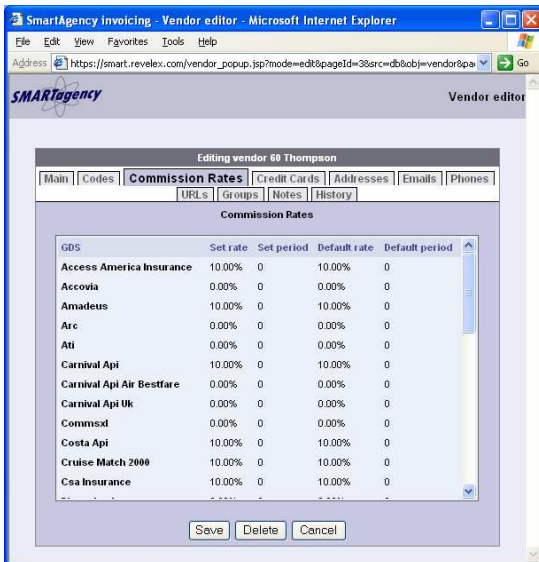 SmartAgency invoicing - Vendor editor - Microsoft Internet Explorer
File Edit View Favorites Tools Help
Address https://smart.revelex.com/vendor_popup.jsp?mode=edit&pageId=3&src=db&obj=vendor&pa Go
SMARTagency Vendor editor
Editing vendor 60 Thompson
Main Codes Commission Rates Credit Cards Addresses Emails Phones
URLs Groups Notes History
Commission Rates
GDS Set rate Set period Default rate Default period
Access America Insurance 10.00% 0 10.00% 0
Accovia 0.00% 0 0.00% 0
Amadeus 10.00% 0 10.00% 0
Arc 0.00% 0 0.00% 0
Ati 0.00% 0 0.00% 0
Carnival Api 10.00% 0 10.00% 0
Carnival Api Air Bestfare 0.00% 0 0.00% 0
Carnival Api Uk 0.00% 0 0.00% 0
Commsxl 0.00% 0 0.00% 0
Costa Api 10.00% 0 10.00% 0
Cruise Match 2000 10.00% 0 10.00% 0
Csa Insurance 10.00% 0 10.00% 0
Save Delete Cancel